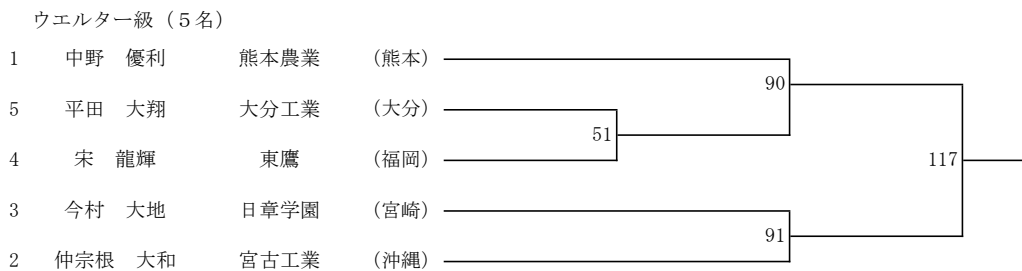 ウエルター級（５名）
1 中野 優利 熊本農業 （熊本）
90
5 平田 大翔 大分工業 （大分）
51
4 宋 龍輝 東鷹 （福岡）
117
3 今村 大地 日章学園 （宮崎）
91
2 仲宗根 大和 宮古工業 （沖縄）